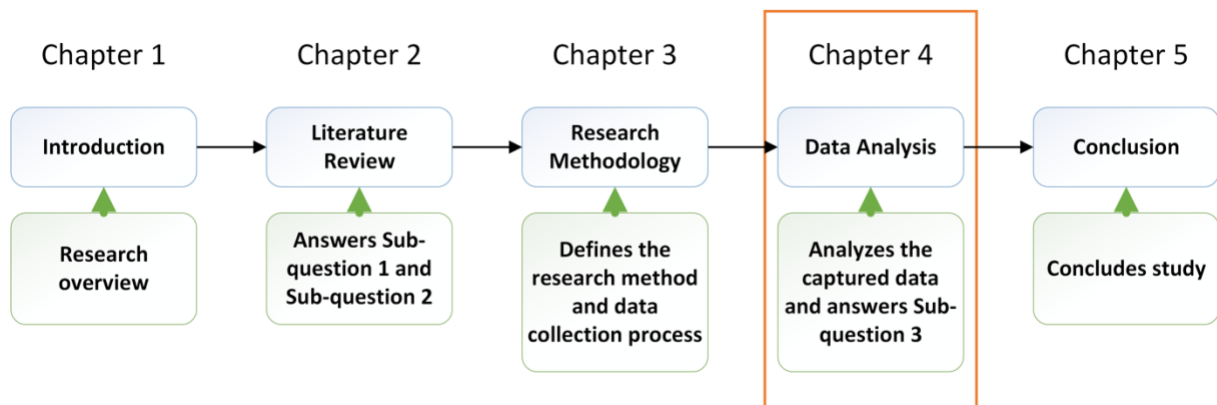 Chapter 1
Chapter 2
Chapter 3
Chapter 4
Chapter 5
Introduction
Literature
Review
Research
Methodology
Data Analysis
Conclusion
Research
overview
Answers Sub-
question 1 and
Sub-question 2
Defines the
research method
and data
collection process
Analyzes the
captured data
and answers Sub-
question 3
Concludes study